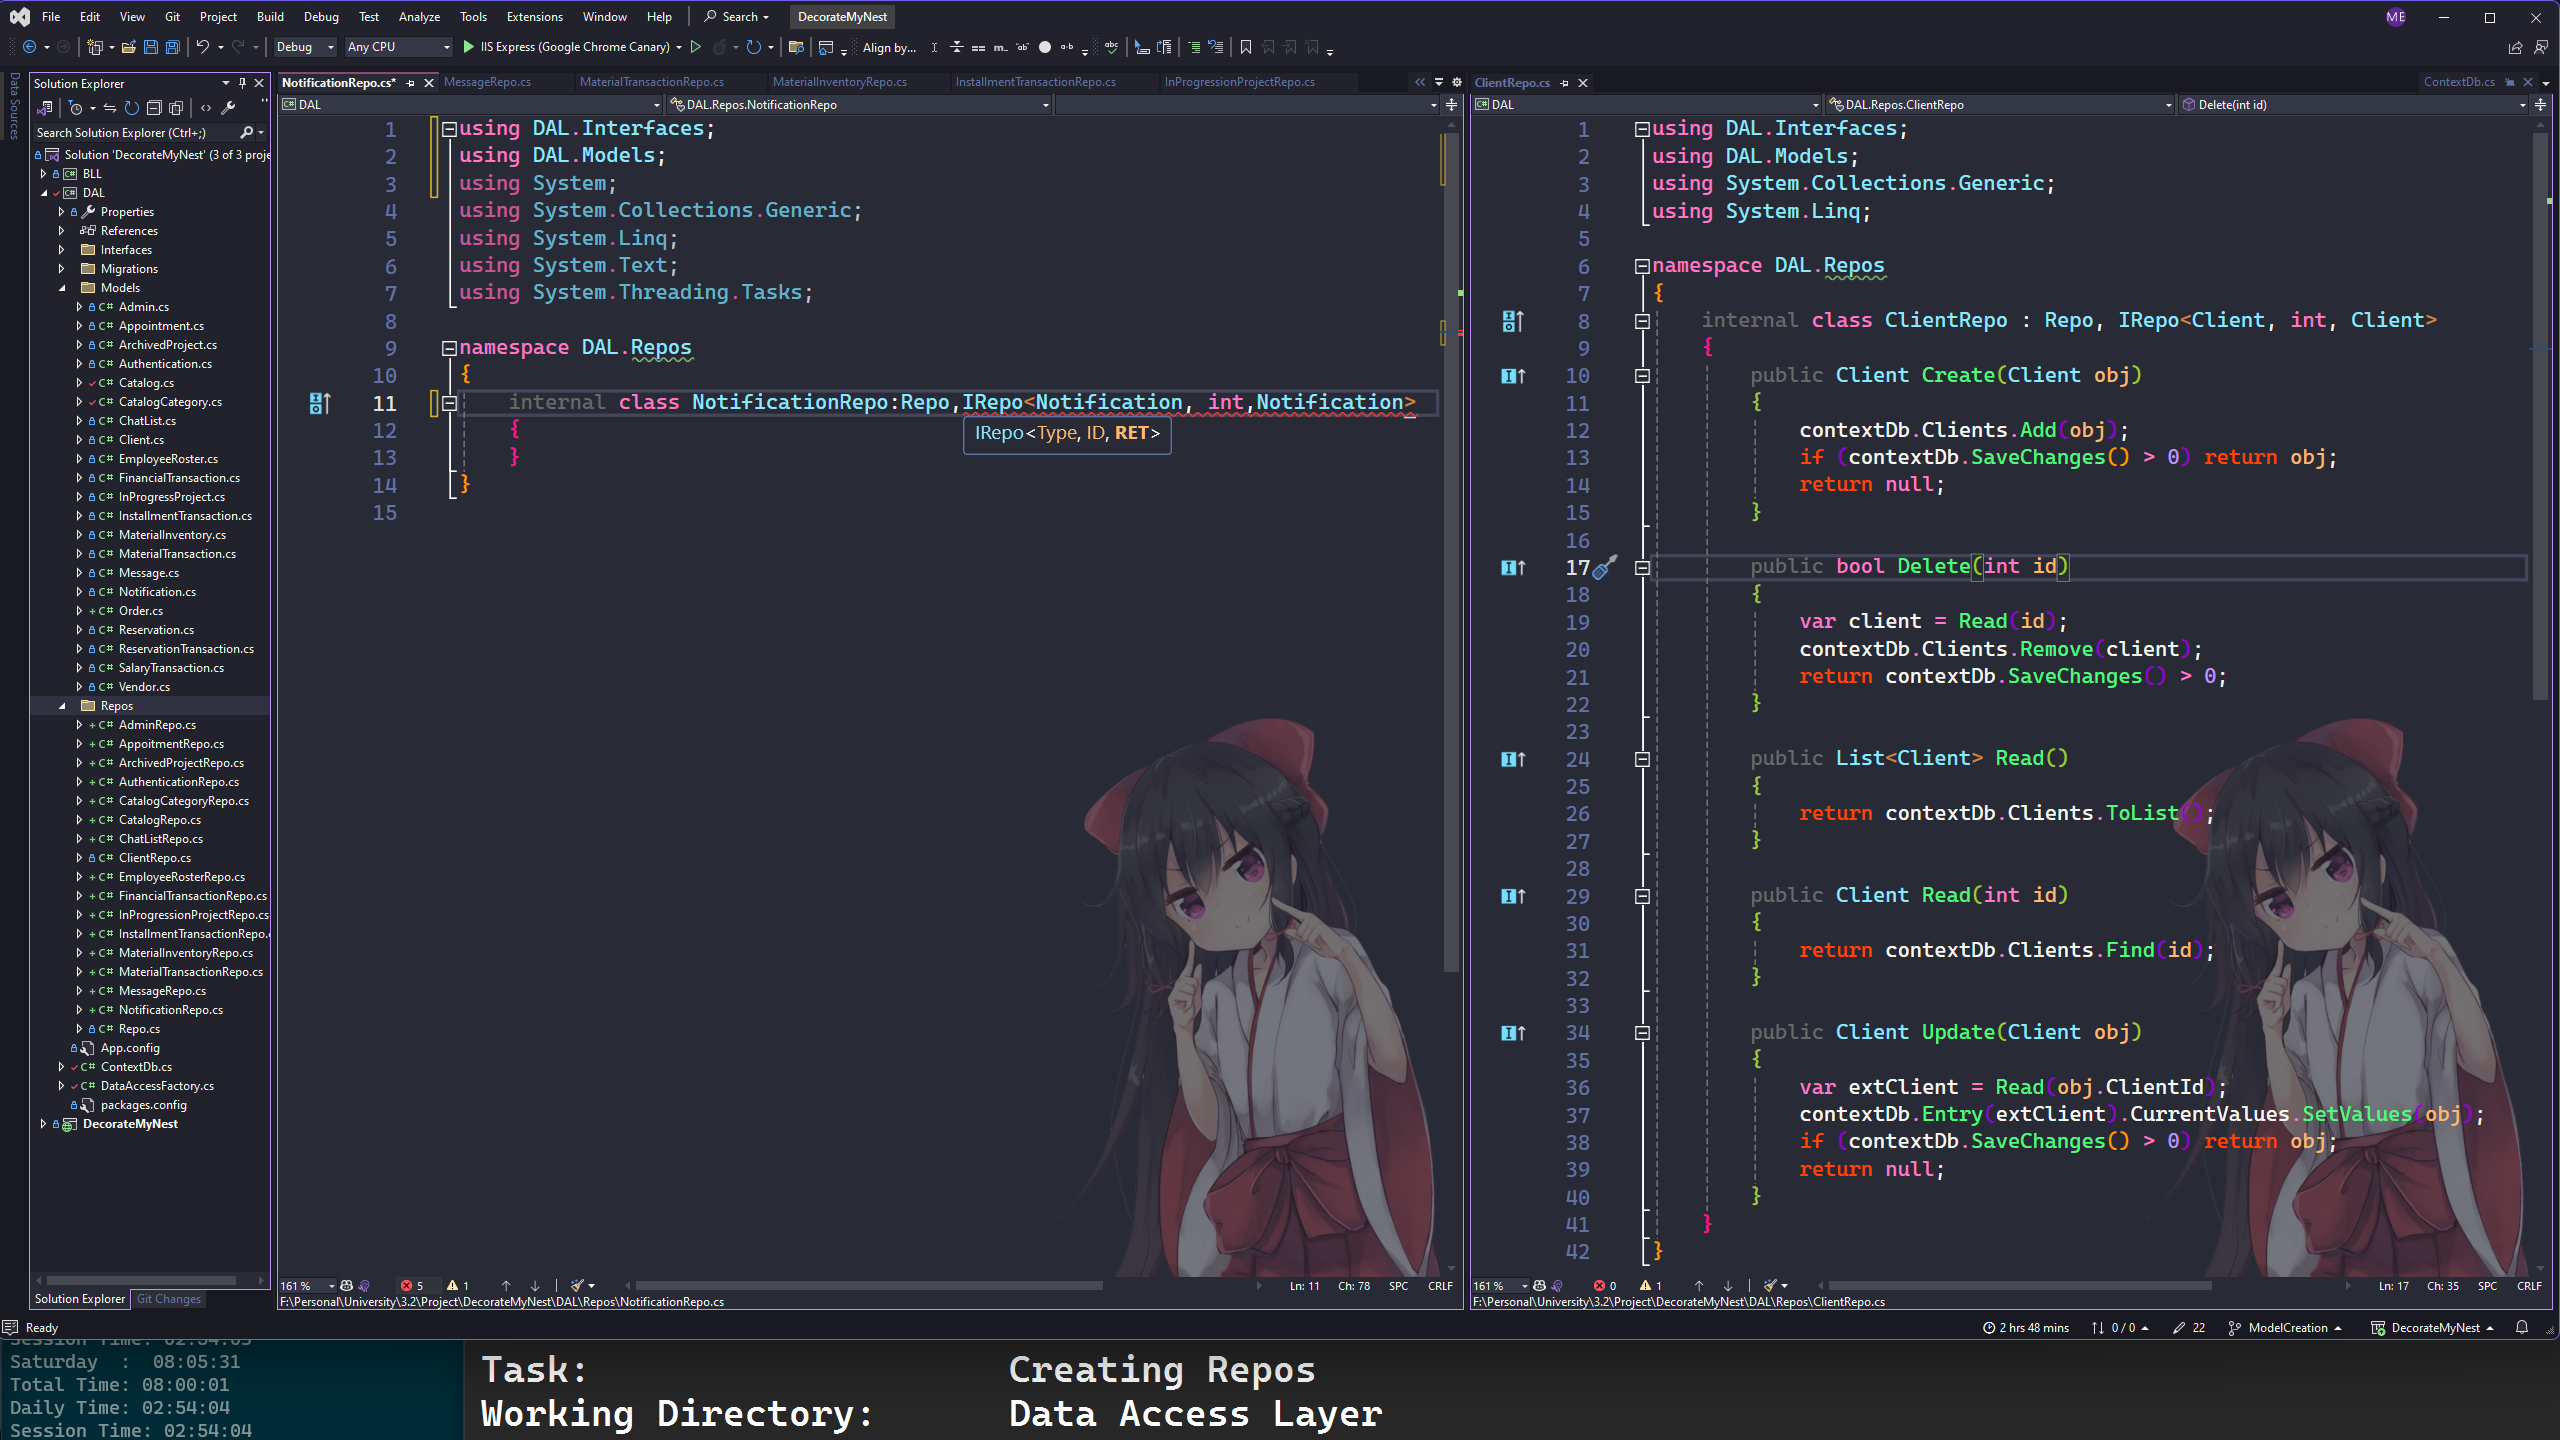 File Edit View Git Project Build Debug Test Analyze Tools Extensions Window Help Search DecorateMyNest ME
Debug Any CPU IIS Express (Google Chrome Canary) Align by...
Data Sources
Solution Explorer
Search Solution Explorer (Ctrl+;)
Solution 'DecorateMyNest' (3 of 3 proje
BLL
DAL
Properties
References
Interfaces
Migrations
Models
C# Admin.cs
C# Appointment.cs
C# ArchivedProject.cs
C# Authentication.cs
C# Catalog.cs
C# CatalogCategory.cs
C# ChatList.cs
C# Client.cs
C# EmployeeRoster.cs
C# FinancialTransaction.cs
C# InProgressProject.cs
C# InstallmentTransaction.cs
C# MaterialInventory.cs
C# MaterialTransaction.cs
C# Message.cs
C# Notification.cs
C# Order.cs
C# Reservation.cs
C# ReservationTransaction.cs
C# SalaryTransaction.cs
C# Vendor.cs
Repos
C# AdminRepo.cs
C# AppoitmentRepo.cs
C# ArchivedProjectRepo.cs
C# AuthenticationRepo.cs
C# CatalogCategoryRepo.cs
C# CatalogRepo.cs
C# ChatListRepo.cs
C# ClientRepo.cs
C# EmployeeRosterRepo.cs
C# FinancialTransactionRepo.cs
C# InProgressionProjectRepo.cs
C# InstallmentTransactionRepo.
C# MaterialInventoryRepo.cs
C# MaterialTransactionRepo.cs
C# MessageRepo.cs
C# NotificationRepo.cs
C# Repo.cs
App.config
C# ContextDb.cs
C# DataAccessFactory.cs
packages.config
DecorateMyNest
Solution Explorer Git Changes
NotificationRepo.cs* MessageRepo.cs MaterialTransactionRepo.cs MaterialInventoryRepo.cs InstallmentTransactionRepo.cs InProgressionProjectRepo.cs
DAL DAL.Repos.NotificationRepo
1 using DAL.Interfaces;
2 using DAL.Models;
3 using System;
4 using System.Collections.Generic;
5 using System.Linq;
6 using System.Text;
7 using System.Threading.Tasks;
8
9 namespace DAL.Repos
10 {
11 internal class NotificationRepo:Repo,IRepo<Notification, int,Notification>
12 {
IRepo<Type, ID, RET>
13 }
14 }
15
161 % 5 1 Ln: 11 Ch: 78 SPC CRLF
F:\Personal\University\3.2\Project\DecorateMyNest\DAL\Repos\NotificationRepo.cs
ClientRepo.cs ContextDb.cs
DAL DAL.Repos.ClientRepo Delete(int id)
1 using DAL.Interfaces;
2 using DAL.Models;
3 using System.Collections.Generic;
4 using System.Linq;
5
6 namespace DAL.Repos
7 {
8 internal class ClientRepo : Repo, IRepo<Client, int, Client>
9 {
10 public Client Create(Client obj)
11 {
12 contextDb.Clients.Add(obj);
13 if (contextDb.SaveChanges() > 0) return obj;
14 return null;
15 }
16
17 public bool Delete(int id)
18 {
19 var client = Read(id);
20 contextDb.Clients.Remove(client);
21 return contextDb.SaveChanges() > 0;
22 }
23
24 public List<Client> Read()
25 {
26 return contextDb.Clients.ToList();
27 }
28
29 public Client Read(int id)
30 {
31 return contextDb.Clients.Find(id);
32 }
33
34 public Client Update(Client obj)
35 {
36 var extClient = Read(obj.ClientId);
37 contextDb.Entry(extClient).CurrentValues.SetValues(obj);
38 if (contextDb.SaveChanges() > 0) return obj;
39 return null;
40 }
41 }
42 }
161 % 0 1 Ln: 17 Ch: 35 SPC CRLF
F:\Personal\University\3.2\Project\DecorateMyNest\DAL\Repos\ClientRepo.cs
Ready 2 hrs 48 mins 0 / 0 22 ModelCreation DecorateMyNest
Session Time: 02:54:03
Saturday : 08:05:31
Total Time: 08:00:01
Daily Time: 02:54:04
Session Time: 02:54:04
Task: Creating Repos
Working Directory: Data Access Layer